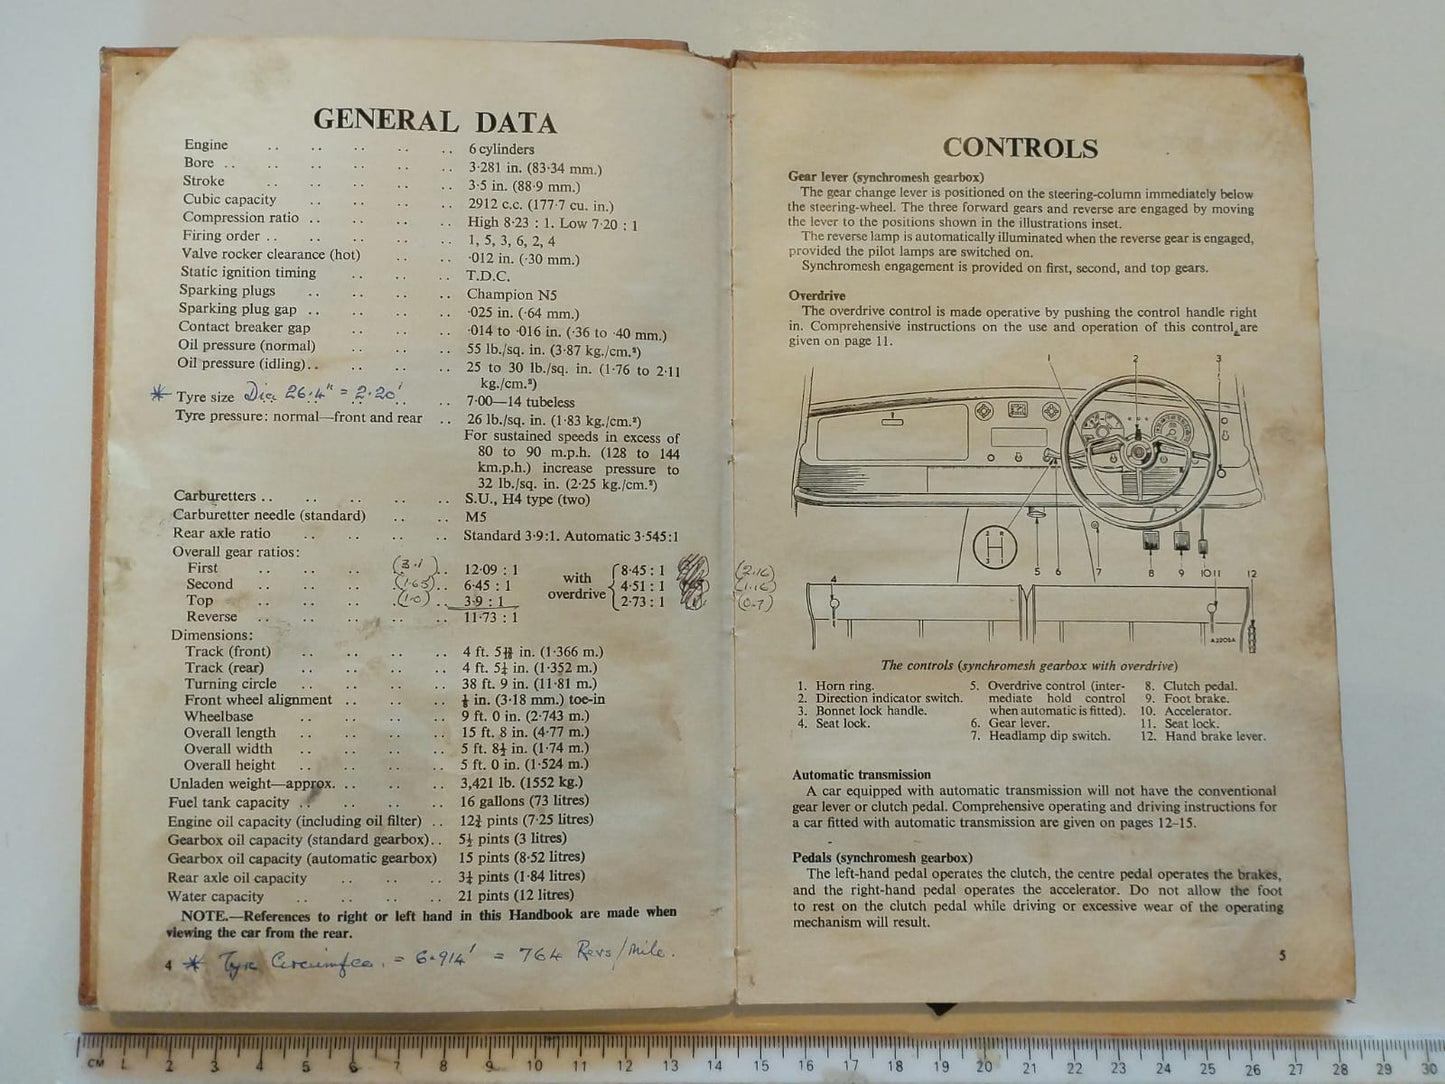 GENERAL DATA
Engine .. .. .. .. .. 6 cylinders
Bore .. .. .. .. .. .. 3·281 in. (83·34 mm.)
Stroke .. .. .. .. .. 3·5 in. (88·9 mm.)
Cubic capacity .. .. .. .. 2912 c.c. (177·7 cu. in.)
Compression ratio .. .. .. .. High 8·23 : 1. Low 7·20 : 1
Firing order .. .. .. .. .. 1, 5, 3, 6, 2, 4
Valve rocker clearance (hot) .. .. ·012 in. (·30 mm.)
Static ignition timing .. .. .. T.D.C.
Sparking plugs .. .. .. .. Champion N5
Sparking plug gap .. .. .. .. ·025 in. (·64 mm.)
Contact breaker gap .. .. .. ·014 to ·016 in. (·36 to ·40 mm.)
Oil pressure (normal) .. .. .. 55 lb./sq. in. (3·87 kg./cm.²)
Oil pressure (idling) .. .. .. .. 25 to 30 lb./sq. in. (1·76 to 2·11
kg./cm.²)
* Tyre size Dia 26.4" = 2.20' .. 7·00—14 tubeless
Tyre pressure: normal—front and rear .. 26 lb./sq. in. (1·83 kg./cm.²)
For sustained speeds in excess of
80 to 90 m.p.h. (128 to 144
km.p.h.) increase pressure to
32 lb./sq. in. (2·25 kg./cm.²)
Carburetters .. .. .. .. .. S.U., H4 type (two)
Carburetter needle (standard) .. .. M5
Rear axle ratio .. .. .. .. Standard 3·9:1. Automatic 3·545:1
Overall gear ratios:
First .. .. .. (3.1) .. 12·09 : 1 8·45 : 1 (2.16)
Second .. .. .. (1.65) .. 6·45 : 1 with overdrive 4·51 : 1 (1.16)
Top .. .. .. (1.0) .. 3·9 : 1 2·73 : 1 (0.7)
Reverse .. .. .. .. .. 11·73 : 1
Dimensions:
Track (front) .. .. .. .. 4 ft. 5 in. (1·366 m.)
Track (rear) .. .. .. .. 4 ft. 5¼ in. (1·352 m.)
Turning circle .. .. .. .. 38 ft. 9 in. (11·81 m.)
Front wheel alignment .. .. .. ⅛ in. (3·18 mm.) toe-in
Wheelbase .. .. .. .. 9 ft. 0 in. (2·743 m.)
Overall length .. .. .. .. 15 ft. 8 in. (4·77 m.)
Overall width .. .. .. .. 5 ft. 8½ in. (1·74 m.)
Overall height .. .. .. .. 5 ft. 0 in. (1·524 m.)
Unladen weight—approx. .. .. .. 3,421 lb. (1552 kg.)
Fuel tank capacity .. .. .. .. 16 gallons (73 litres)
Engine oil capacity (including oil filter) .. 12¾ pints (7·25 litres)
Gearbox oil capacity (standard gearbox) .. 5¼ pints (3 litres)
Gearbox oil capacity (automatic gearbox) 15 pints (8·52 litres)
Rear axle oil capacity .. .. .. 3¼ pints (1·84 litres)
Water capacity .. .. .. .. 21 pints (12 litres)
NOTE.—References to right or left hand in this Handbook are made when
viewing the car from the rear.
4 * Tyre Circumfce. = 6.914' = 764 Revs/Mile.
CONTROLS
Gear lever (synchromesh gearbox)
The gear change lever is positioned on the steering-column immediately below
the steering-wheel. The three forward gears and reverse are engaged by moving
the lever to the positions shown in the illustrations inset.
The reverse lamp is automatically illuminated when the reverse gear is engaged,
provided the pilot lamps are switched on.
Synchromesh engagement is provided on first, second, and top gears.
Overdrive
The overdrive control is made operative by pushing the control handle right
in. Comprehensive instructions on the use and operation of this control are
given on page 11.
1 2 3
2 R
3 1
5 6 7 8 9 10 11 12
4
A2205A
The controls (synchromesh gearbox with overdrive)
1. Horn ring.
2. Direction indicator switch.
3. Bonnet lock handle.
4. Seat lock.
5. Overdrive control (inter-
mediate hold control
when automatic is fitted).
6. Gear lever.
7. Headlamp dip switch.
8. Clutch pedal.
9. Foot brake.
10. Accelerator.
11. Seat lock.
12. Hand brake lever.
Automatic transmission
A car equipped with automatic transmission will not have the conventional
gear lever or clutch pedal. Comprehensive operating and driving instructions for
a car fitted with automatic transmission are given on pages 12–15.
Pedals (synchromesh gearbox)
The left-hand pedal operates the clutch, the centre pedal operates the brakes,
and the right-hand pedal operates the accelerator. Do not allow the foot
to rest on the clutch pedal while driving or excessive wear of the operating
mechanism will result.
5
CM 1 2 3 4 5 6 7 8 9 10 11 12 13 14 15 16 17 18 19 20 21 22 23 24 25 26 27 28 29 30